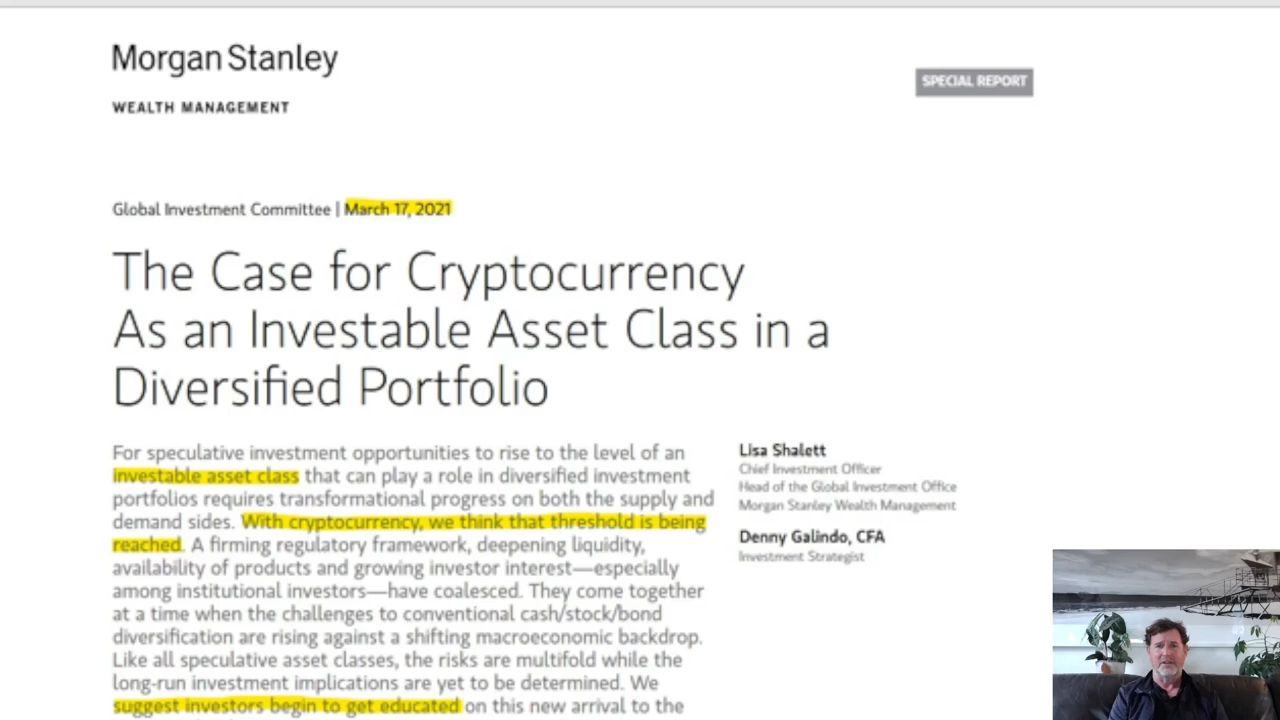 Morgan Stanley
WEALTH MANAGEMENT
SPECIAL REPORT
Global Investment Committee | March 17, 2021
The Case for Cryptocurrency
As an Investable Asset Class in a
Diversified Portfolio
For speculative investment opportunities to rise to the level of an
investable asset class that can play a role in diversified investment
portfolios requires transformational progress on both the supply and
demand sides. With cryptocurrency, we think that threshold is being
reached. A firming regulatory framework, deepening liquidity,
availability of products and growing investor interest—especially
among institutional investors—have coalesced. They come together
at a time when the challenges to conventional cash/stock/bond
diversification are rising against a shifting macroeconomic backdrop.
Like all speculative asset classes, the risks are multifold while the
long-run investment implications are yet to be determined. We
suggest investors begin to get educated on this new arrival to the
Lisa Shalett
Chief Investment Officer
Head of the Global Investment Office
Morgan Stanley Wealth Management
Denny Galindo, CFA
Investment Strategist